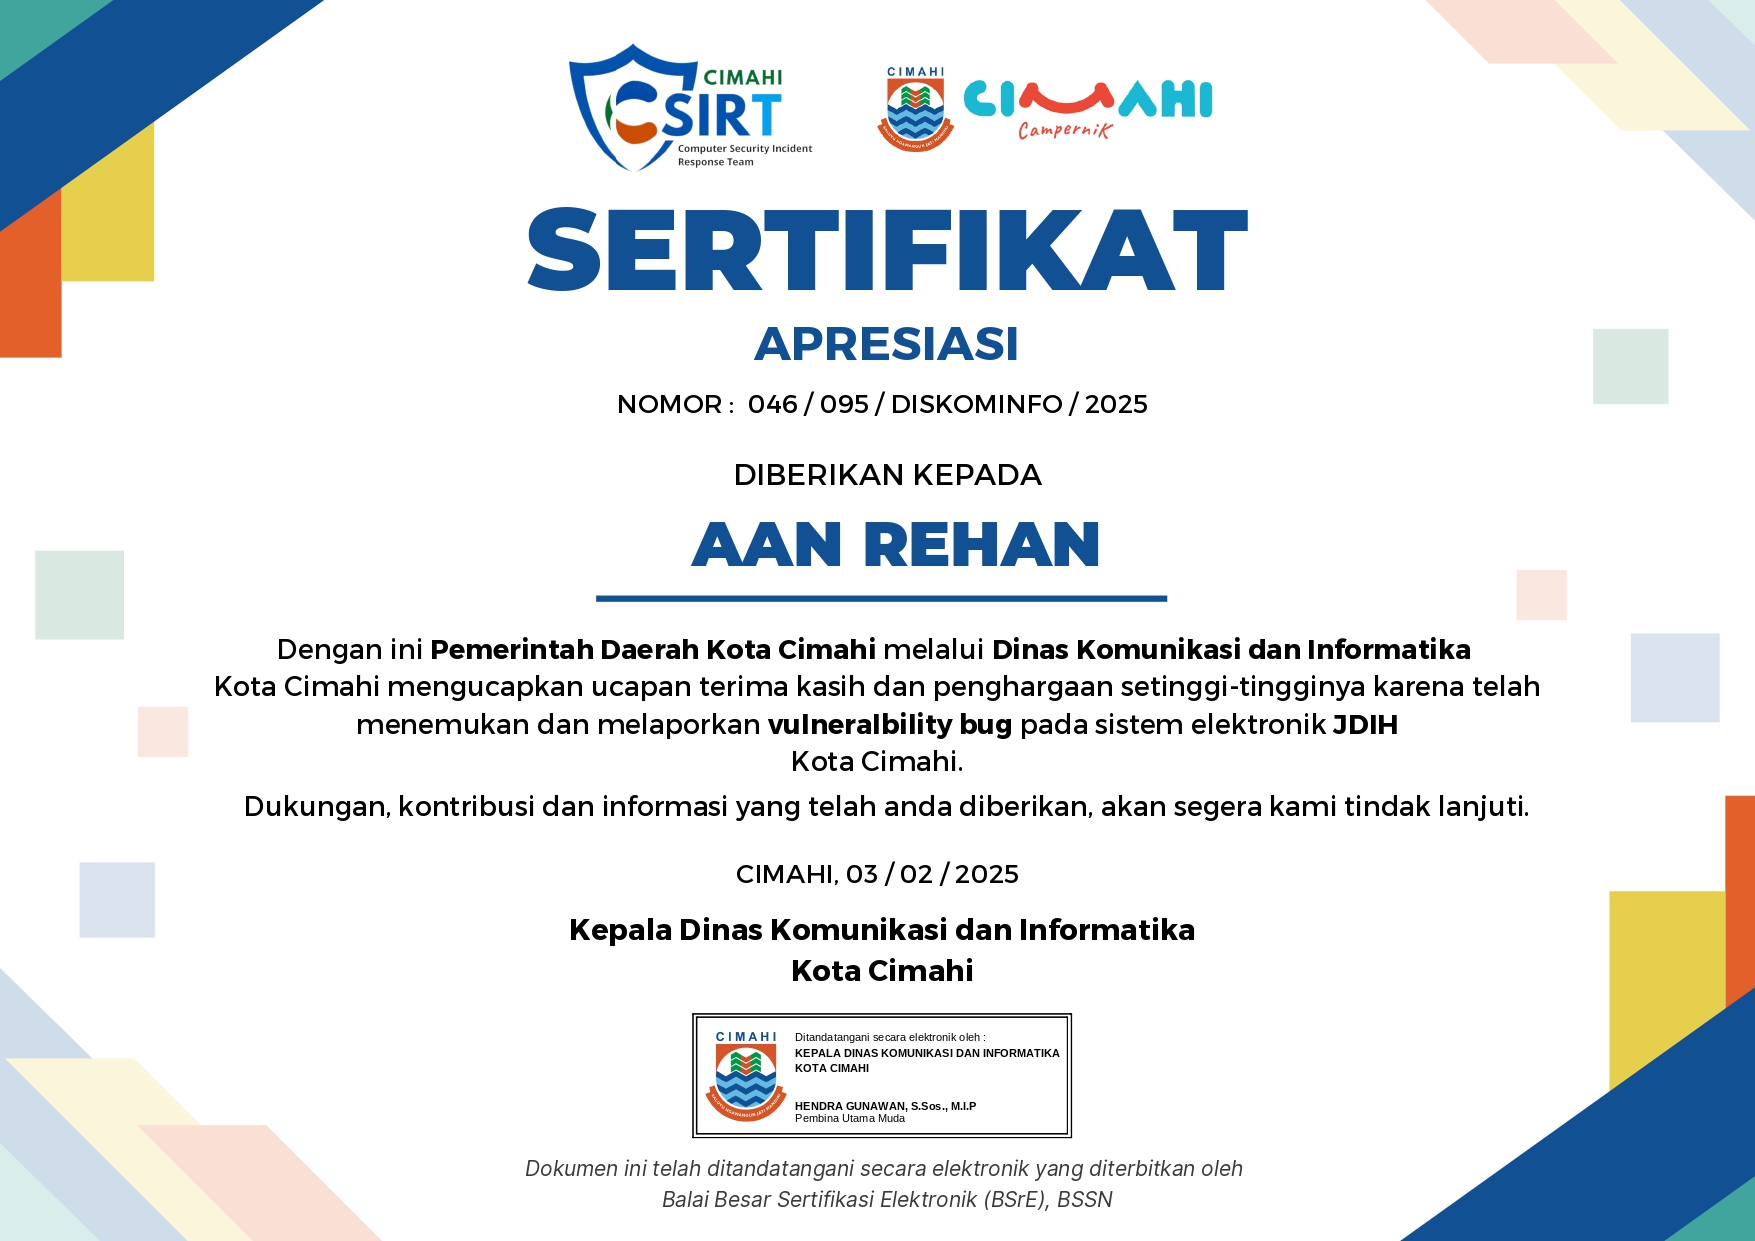 CIMAHI
CSIRT
Computer Security Incident
Response Team
CIMAHI
CIMAHI
Campernik
SERTIFIKAT
APRESIASI
NOMOR : 046 / 095 / DISKOMINFO / 2025
DIBERIKAN KEPADA
AAN REHAN
Dengan ini Pemerintah Daerah Kota Cimahi melalui Dinas Komunikasi dan Informatika
Kota Cimahi mengucapkan ucapan terima kasih dan penghargaan setinggi-tingginya karena telah
menemukan dan melaporkan vulneralbility bug pada sistem elektronik JDIH
Kota Cimahi.
Dukungan, kontribusi dan informasi yang telah anda diberikan, akan segera kami tindak lanjuti.
CIMAHI, 03 / 02 / 2025
Kepala Dinas Komunikasi dan Informatika
Kota Cimahi
CIMAHI
Ditandatangani secara elektronik oleh :
KEPALA DINAS KOMUNIKASI DAN INFORMATIKA
KOTA CIMAHI
HENDRA GUNAWAN, S.Sos., M.I.P
Pembina Utama Muda
Dokumen ini telah ditandatangani secara elektronik yang diterbitkan oleh
Balai Besar Sertifikasi Elektronik (BSrE), BSSN